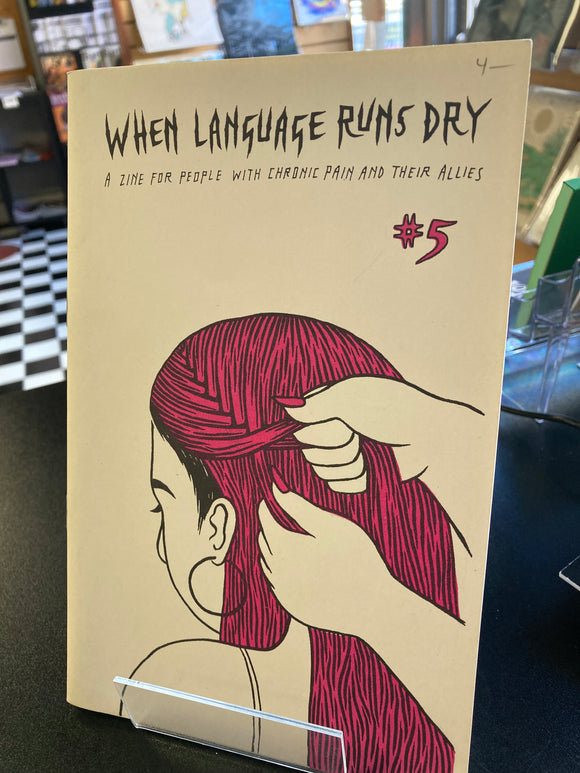 4—
WHEN LANGUAGE RUNS DRY
A ZINE FOR PEOPLE WITH CHRONIC PAIN AND THEIR ALLIES
#5